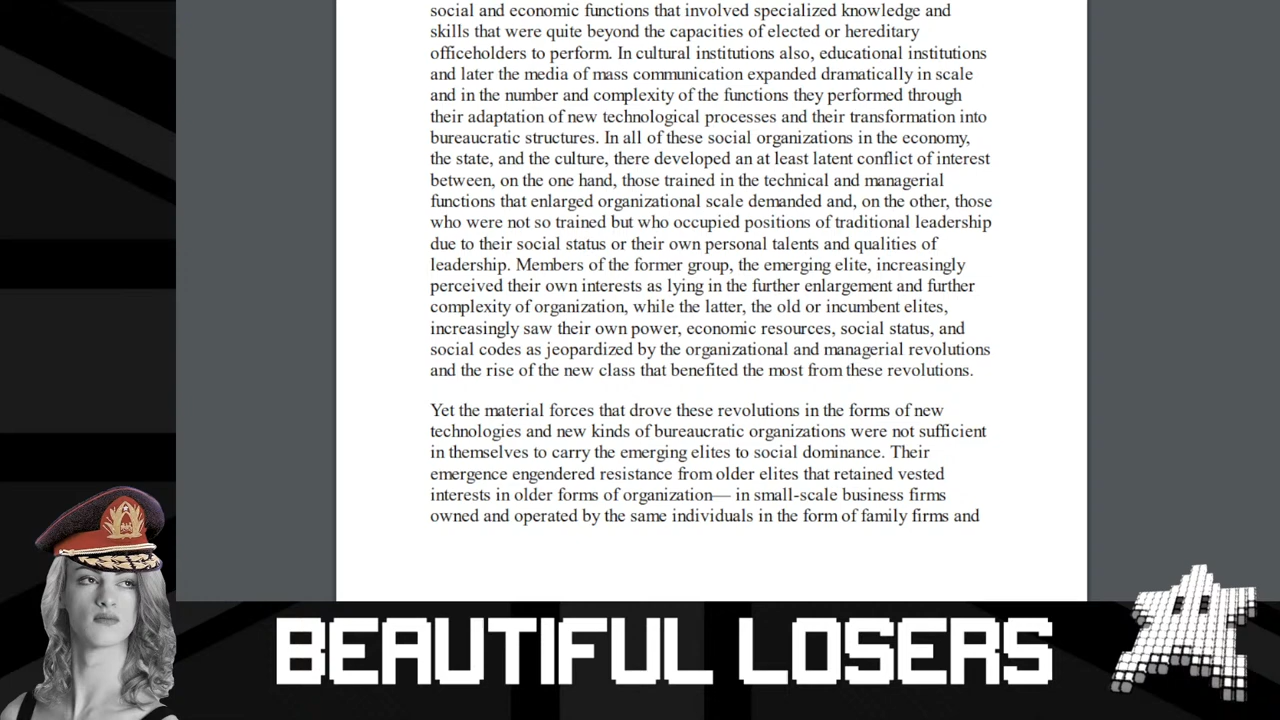 social and economic functions that involved specialized knowledge and
skills that were quite beyond the capacities of elected or hereditary
officeholders to perform. In cultural institutions also, educational institutions
and later the media of mass communication expanded dramatically in scale
and in the number and complexity of the functions they performed through
their adaptation of new technological processes and their transformation into
bureaucratic structures. In all of these social organizations in the economy,
the state, and the culture, there developed an at least latent conflict of interest
between, on the one hand, those trained in the technical and managerial
functions that enlarged organizational scale demanded and, on the other, those
who were not so trained but who occupied positions of traditional leadership
due to their social status or their own personal talents and qualities of
leadership. Members of the former group, the emerging elite, increasingly
perceived their own interests as lying in the further enlargement and further
complexity of organization, while the latter, the old or incumbent elites,
increasingly saw their own power, economic resources, social status, and
social codes as jeopardized by the organizational and managerial revolutions
and the rise of the new class that benefited the most from these revolutions.
Yet the material forces that drove these revolutions in the forms of new
technologies and new kinds of bureaucratic organizations were not sufficient
in themselves to carry the emerging elites to social dominance. Their
emergence engendered resistance from older elites that retained vested
interests in older forms of organization— in small-scale business firms
owned and operated by the same individuals in the form of family firms and
BEAUTIFUL LOSERS